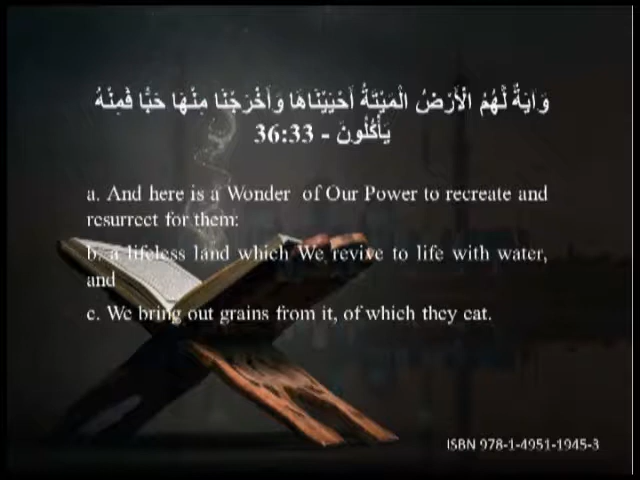 وَآيَةٌ لَّهُمُ الْأَرْضُ الْمَيْتَةُ أَحْيَيْنَاهَا وَأَخْرَجْنَا مِنْهَا حَبًّا فَمِنْهُ
يَأْكُلُونَ - 36:33
a. And here is a Wonder of Our Power to recreate and
resurrect for them:
b. a lifeless land which We revive to life with water,
and
c. We bring out grains from it, of which they eat.
ISBN 978-1-4951-1945-3